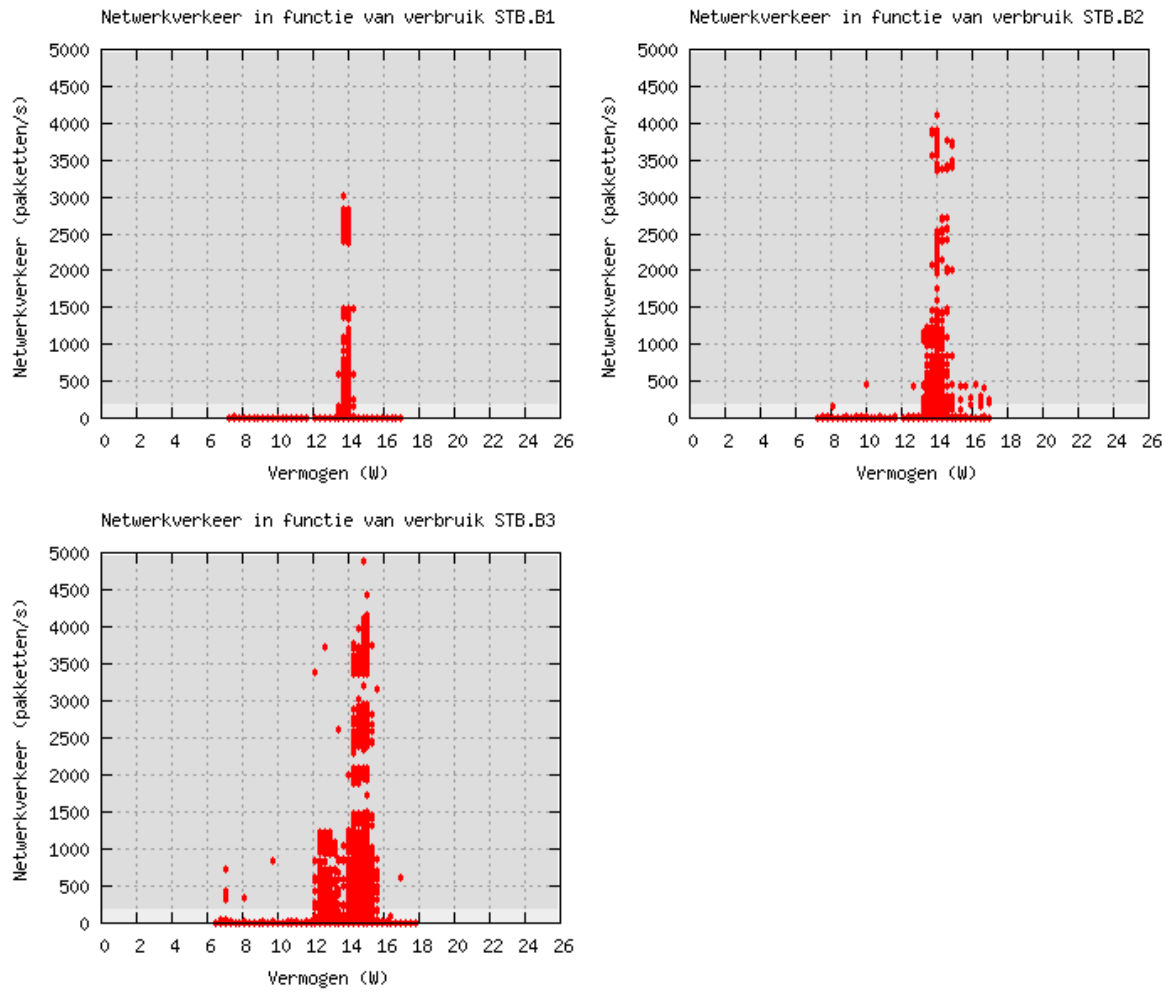 Netwerkverkeer in functie van verbruik STB.B1
Netwerkverkeer (pakketten/s)
5000
4500
4000
3500
3000
2500
2000
1500
1000
500
0
0 2 4 6 8 10 12 14 16 18 20 22 24 26
Vermogen (W)
Netwerkverkeer in functie van verbruik STB.B2
Netwerkverkeer (pakketten/s)
5000
4500
4000
3500
3000
2500
2000
1500
1000
500
0
0 2 4 6 8 10 12 14 16 18 20 22 24 26
Vermogen (W)
Netwerkverkeer in functie van verbruik STB.B3
Netwerkverkeer (pakketten/s)
5000
4500
4000
3500
3000
2500
2000
1500
1000
500
0
0 2 4 6 8 10 12 14 16 18 20 22 24 26
Vermogen (W)